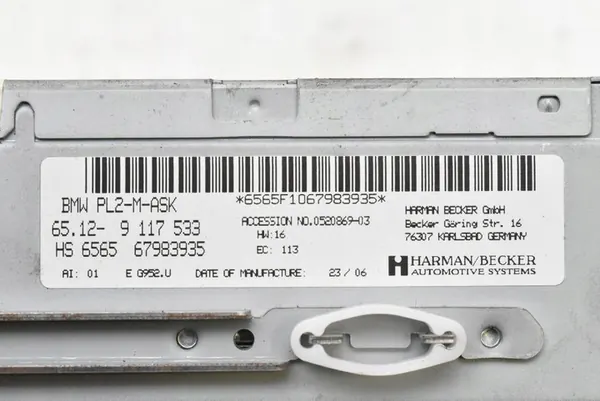 *6565F1067983935*
BMW PL2-M-ASK
65.12- 9 117 533
HS 6565 67983935
AI: 01 E G952.U DATE OF MANUFACTURE: 23/06
ACCESSION NO.0520869-03
HW:16
EC: 113
HARMAN BECKER GmbH
Becker Göring Str. 16
76307 KARLSBAD GERMANY
HARMAN/BECKER
AUTOMOTIVE SYSTEMS